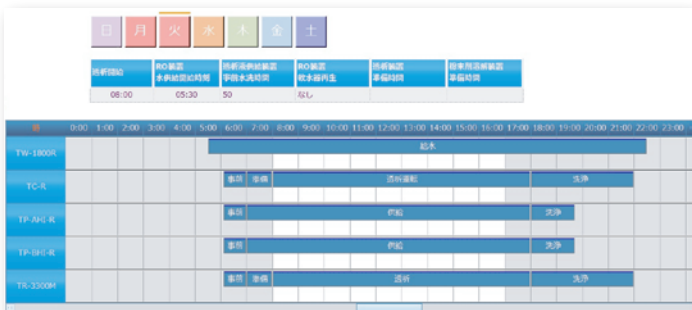 日 月 火 水 木 金 土
透析開始 RO装置 透析液供給装置 RO装置 透析装置 粉末剤溶解装置
水供給開始時刻 事前水洗時間 軟水器再生 準備時間 準備時間
08:00 05:30 50 なし
0:00 1:00 2:00 3:00 4:00 5:00 6:00 7:00 8:00 9:00 10:00 11:00 12:00 13:00 14:00 15:00 16:00 17:00 18:00 19:00 20:00 21:00 22:00 23:00
TW-1800R 給水
TC-R 事前 準備 透析運転 洗浄
TP-AHI-R 事前 供給 洗浄
TP-BHI-R 事前 供給 洗浄
TR-3300M 事前 準備 透析 洗浄